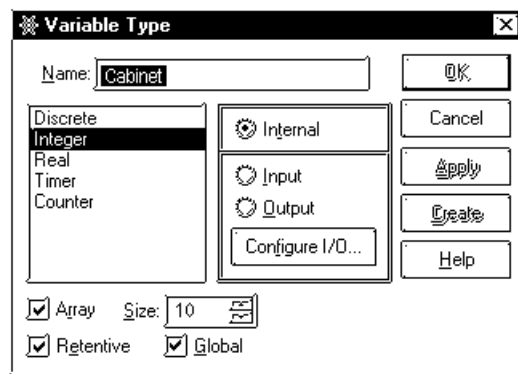 Variable Type
Name: Cabinet
OK
Discrete
Integer
Real
Timer
Counter
Internal
Input
Output
Configure I/O...
Cancel
Apply
Create
Help
Array Size: 10
Retentive Global